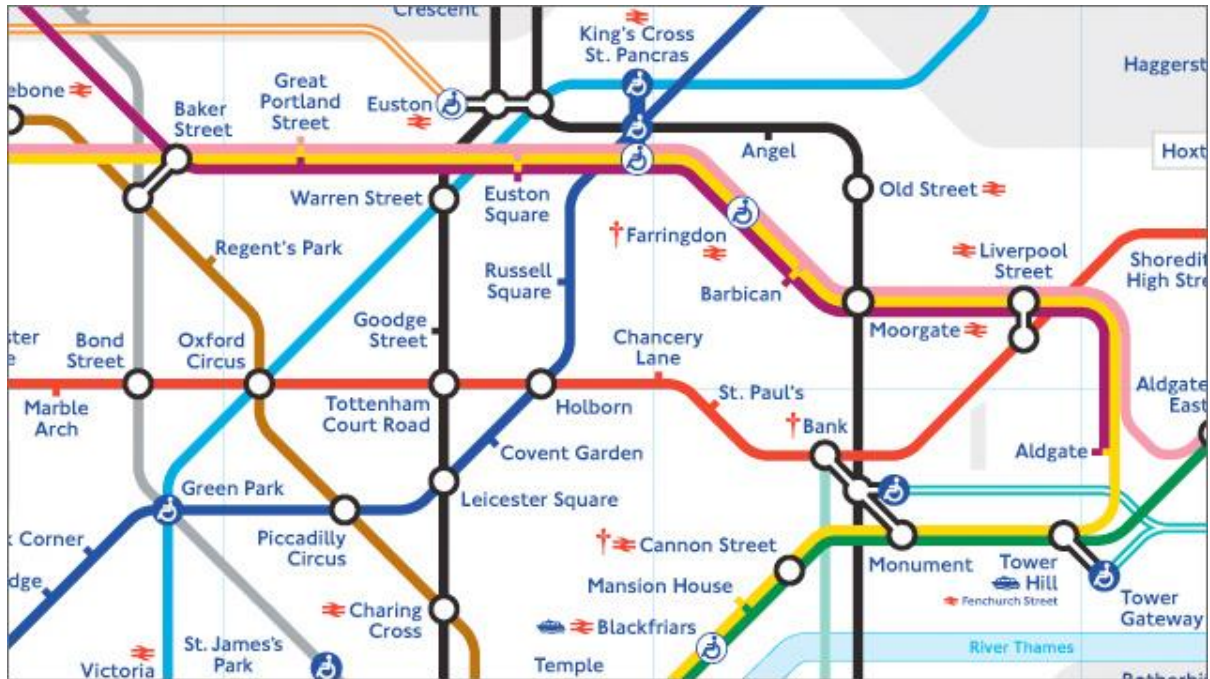 Crescent
King's Cross
St. Pancras
Haggerst
ebone
Baker
Street
Great
Portland
Street
Euston
Angel
Hoxt
Warren Street
Euston
Square
Old Street
Farringdon
Regent's Park
Russell
Square
Barbican
Liverpool
Street
Shoredit
High Stre
Moorgate
ster
e
Bond
Street
Oxford
Circus
Goodge
Street
Chancery
Lane
Marble
Arch
Tottenham
Court Road
Holborn
St. Paul's
Aldgate
East
Bank
Covent Garden
Aldgate
Green Park
Leicester Square
k Corner
Piccadilly
Circus
Cannon Street
Monument
Tower
Hill
Fenchurch Street
dge
Mansion House
Tower
Gateway
Charing
Cross
Blackfriars
St. James's
Park
Victoria
Temple
River Thames